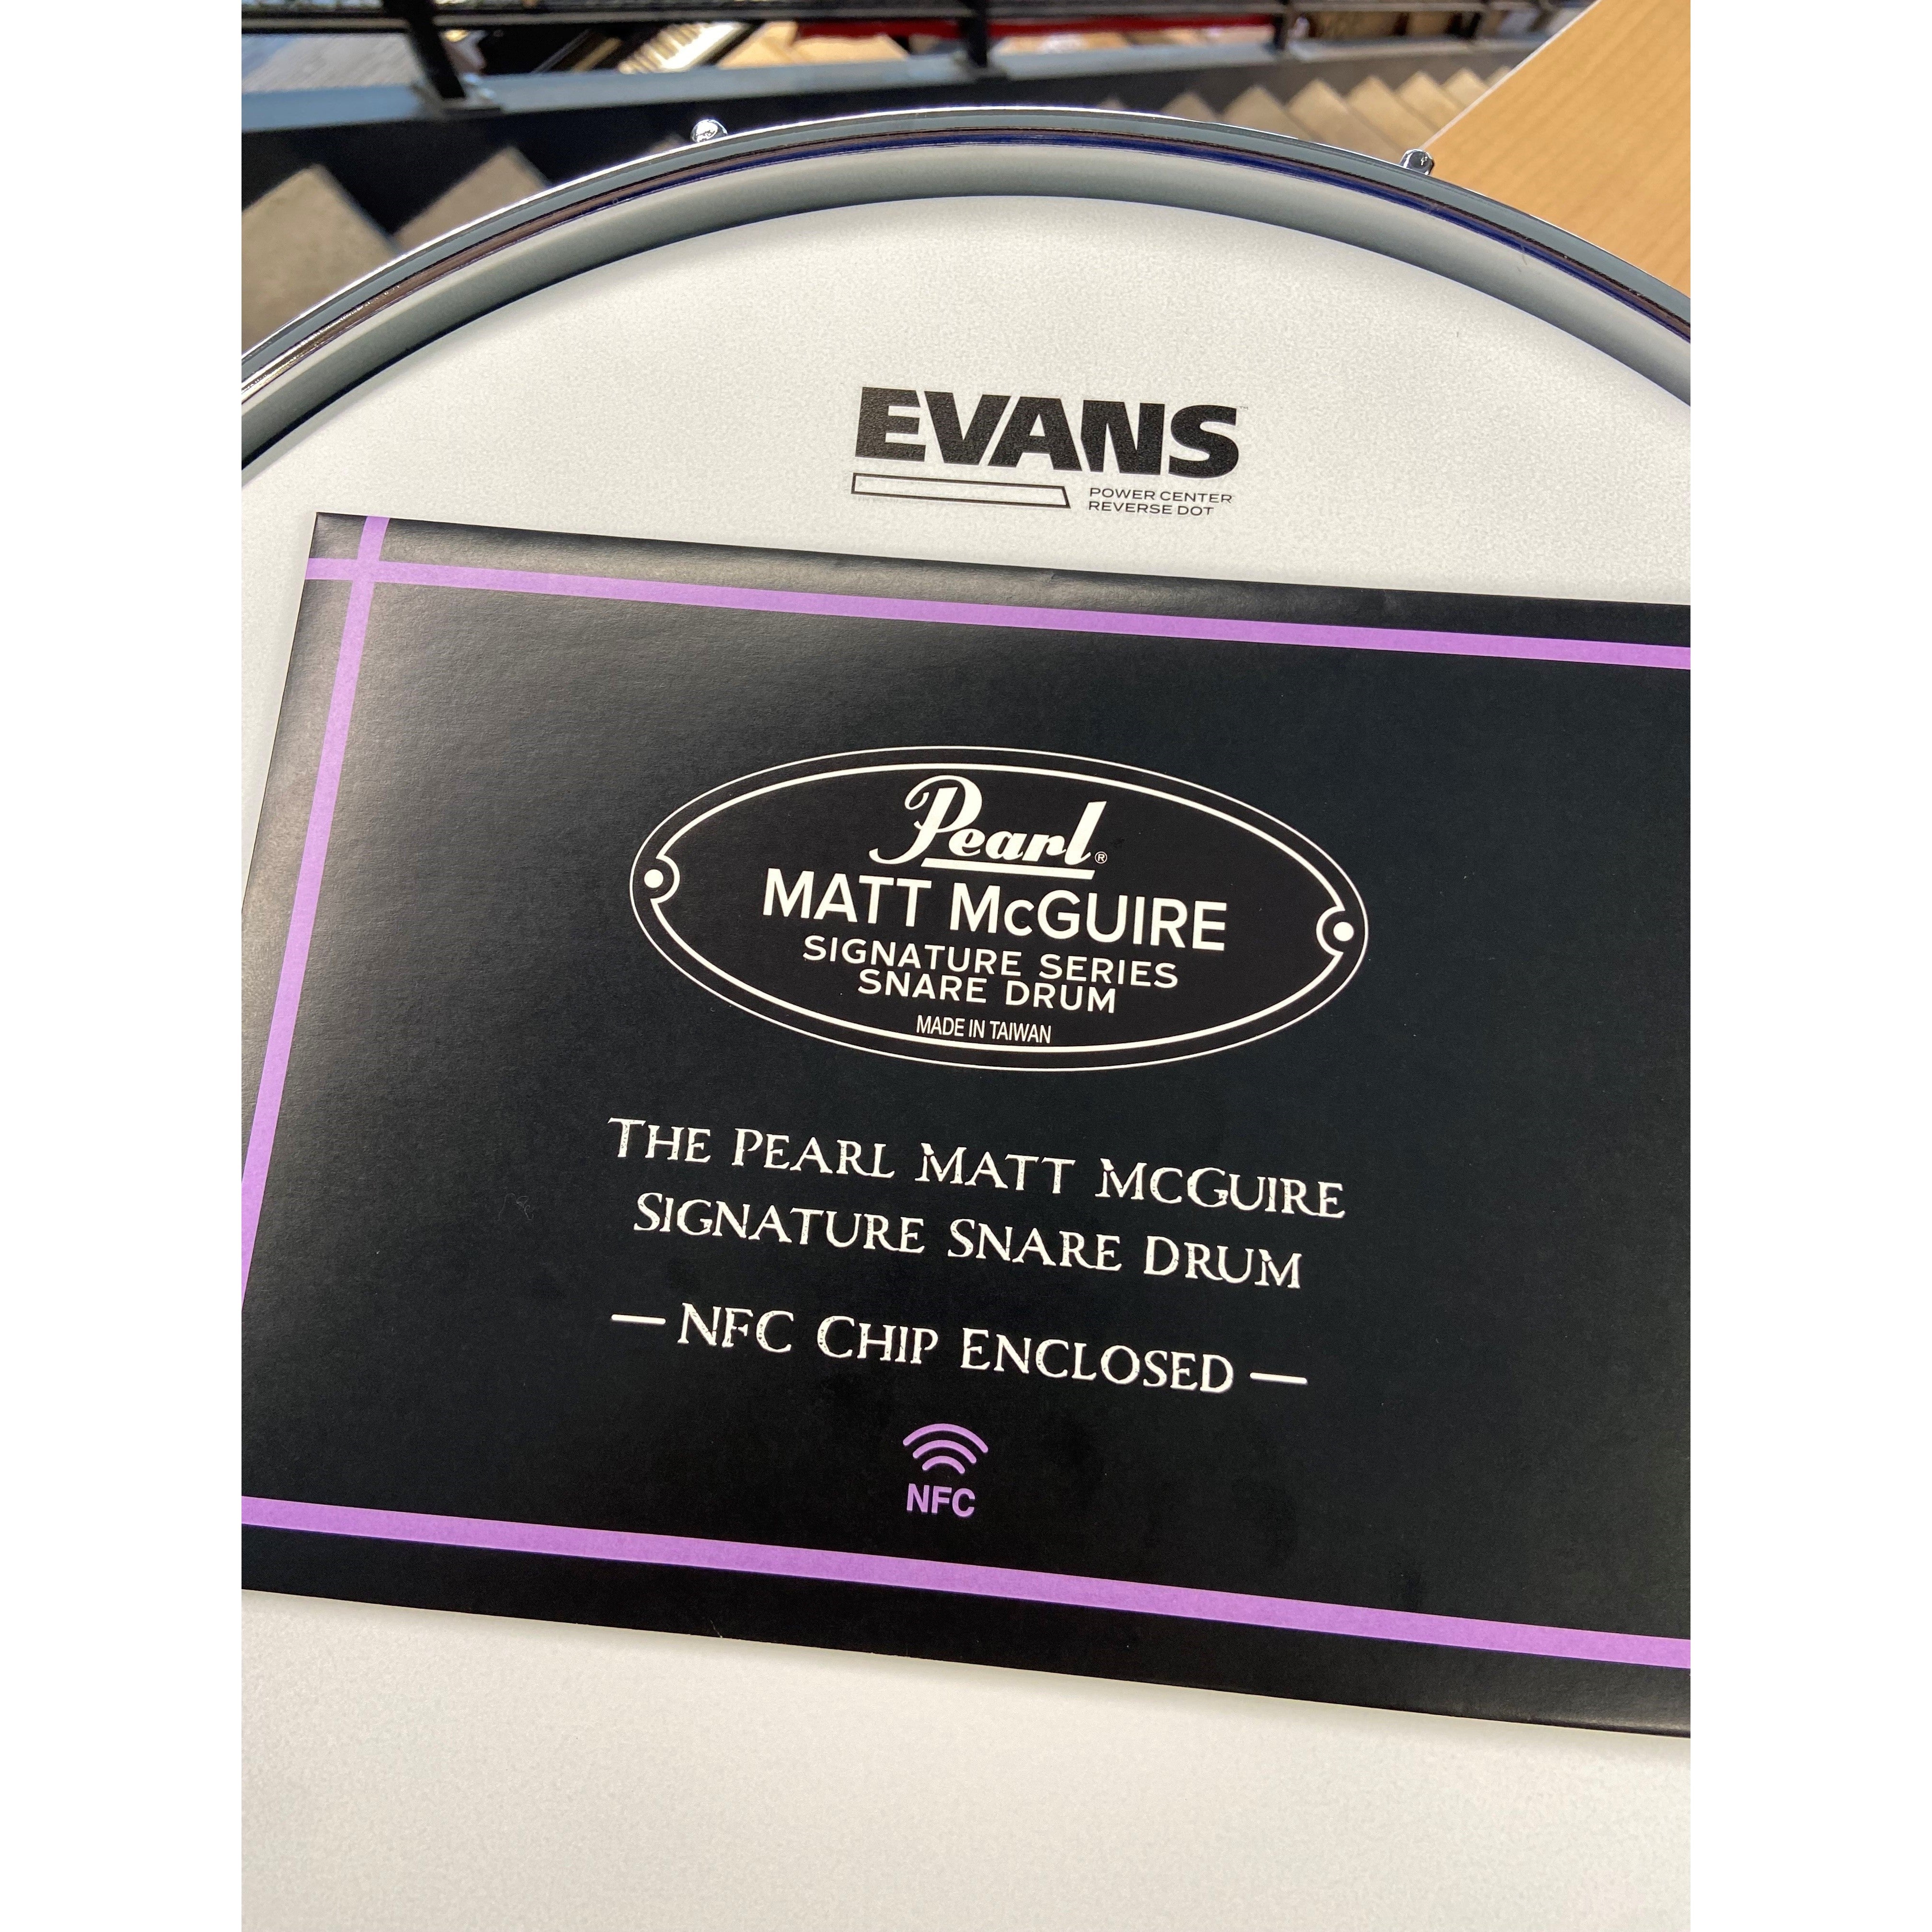 EVANS
POWER CENTER
REVERSE DOT
Pearl®
MATT McGUIRE
SIGNATURE SERIES
SNARE DRUM
MADE IN TAIWAN
THE PEARL MATT MCGUIRE
SIGNATURE SNARE DRUM
— NFC CHIP ENCLOSED —
NFC